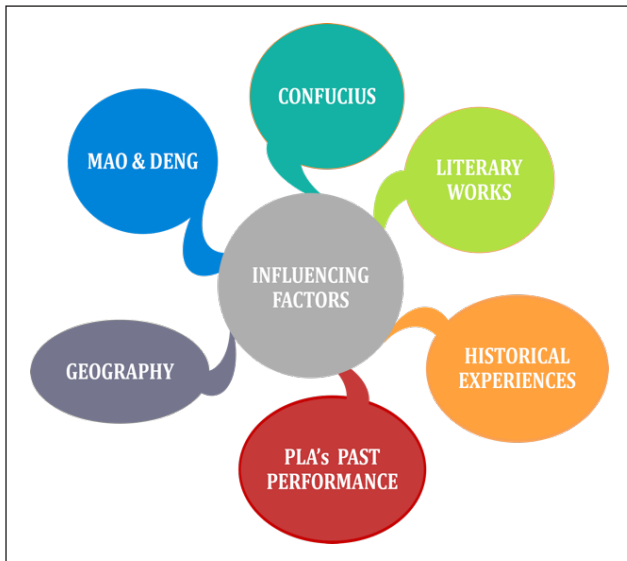 CONFUCIUS
MAO & DENG
LITERARY
WORKS
INFLUENCING
FACTORS
GEOGRAPHY
HISTORICAL
EXPERIENCES
PLA's PAST
PERFORMANCE